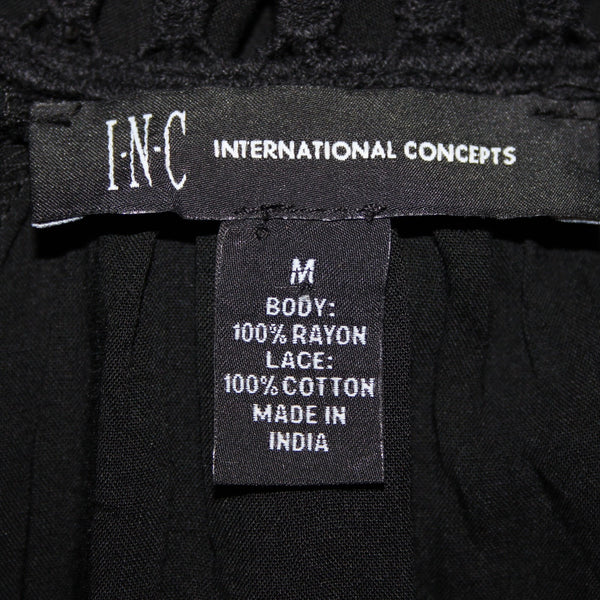 I·N·C INTERNATIONAL CONCEPTS
M
BODY:
100% RAYON
LACE:
100% COTTON
MADE IN
INDIA